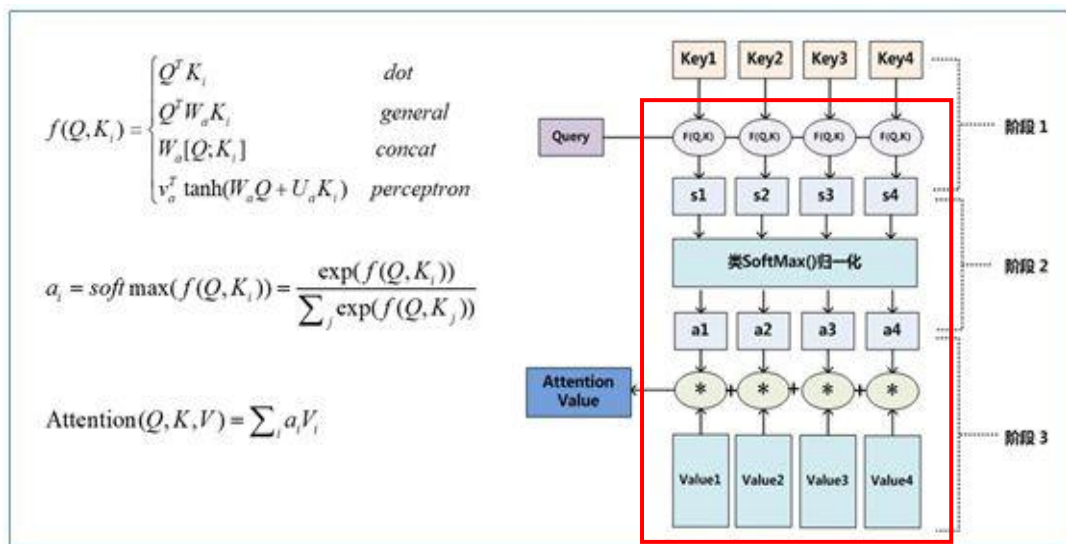 f(Q,K_i) = { Q^T K_i dot
Q^T W_a K_i general
W_a[Q;K_i] concat
v_a^T tanh(W_a Q + U_a K_i) perceptron
a_i = softmax(f(Q,K_i)) = exp(f(Q,K_i)) / ∑_j exp(f(Q,K_j))
Attention(Q,K,V) = ∑_i a_i V_i
Key1 Key2 Key3 Key4
阶段 1
Query F(Q,K) F(Q,K) F(Q,K) F(Q,K)
s1 s2 s3 s4
类SoftMax()归一化
阶段 2
a1 a2 a3 a4
Attention
Value
* + * + * + *
阶段 3
Value1 Value2 Value3 Value4